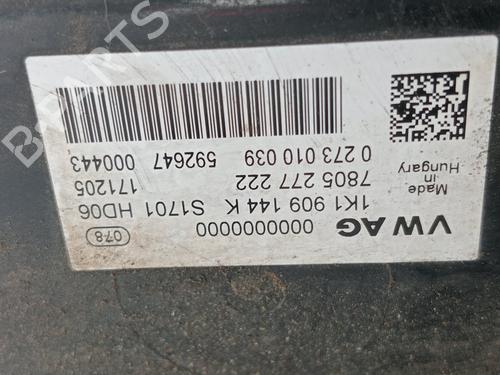 VW AG 0000000000 078
1K1 909 144 K S1701 HD06
7805 277 222 171205
0 273 010 039 592647 000443
Made
in
Hungary
B PARTS